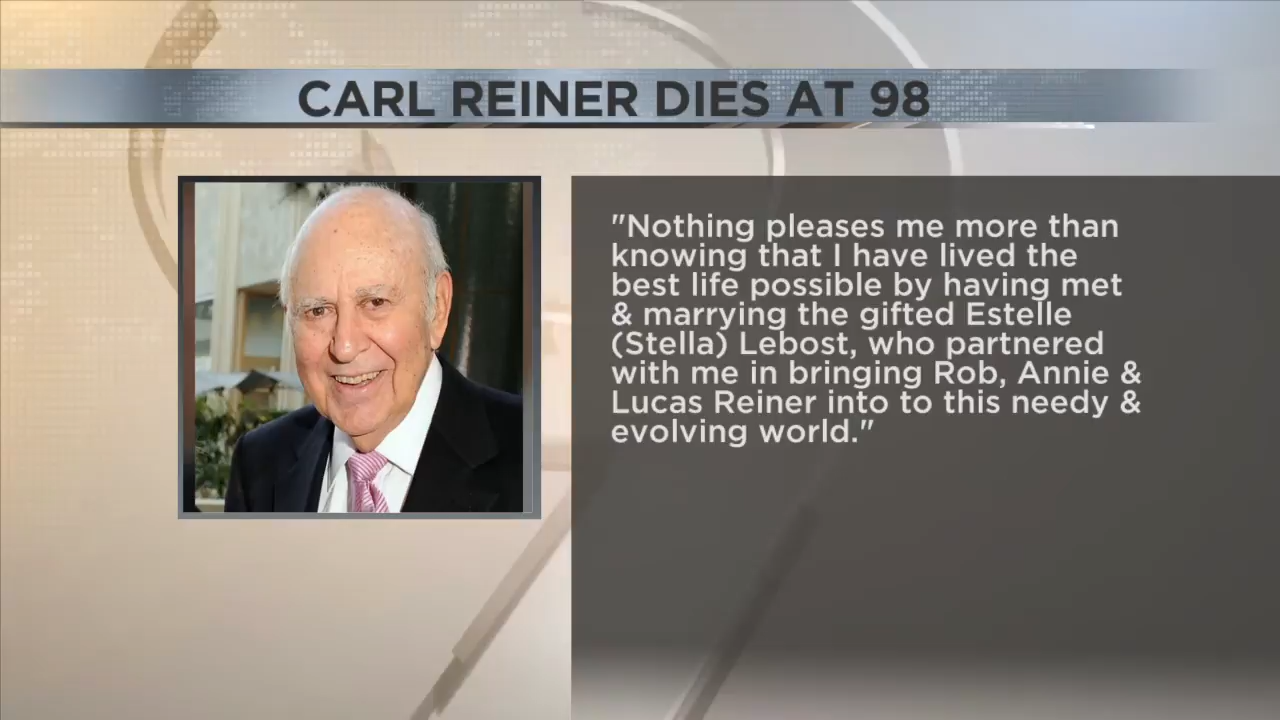 CARL REINER DIES AT 98
"Nothing pleases me more than
knowing that I have lived the
best life possible by having met
& marrying the gifted Estelle
(Stella) Lebost, who partnered
with me in bringing Rob, Annie &
Lucas Reiner into to this needy &
evolving world."